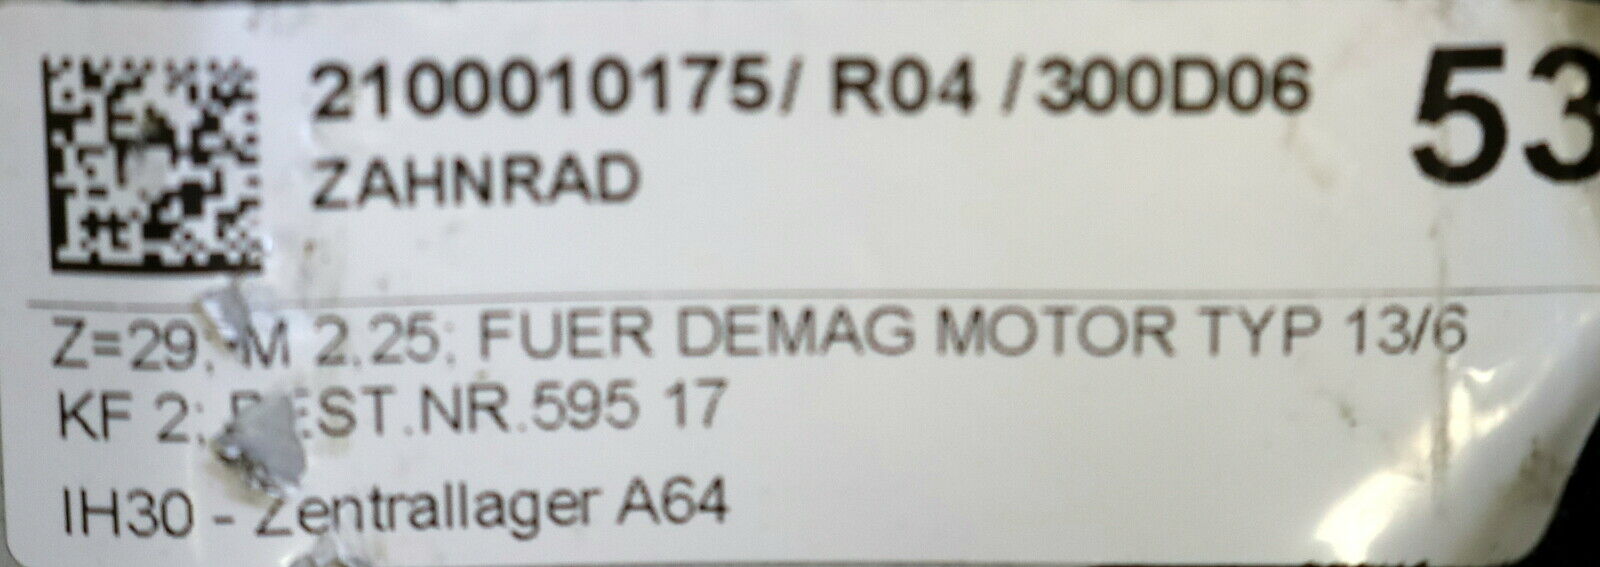 2100010175/ R04 /300D06 53
ZAHNRAD
Z=29, M 2.25; FUER DEMAG MOTOR TYP 13/6
KF 2; BEST.NR.595 17
IH30 - Zentrallager A64